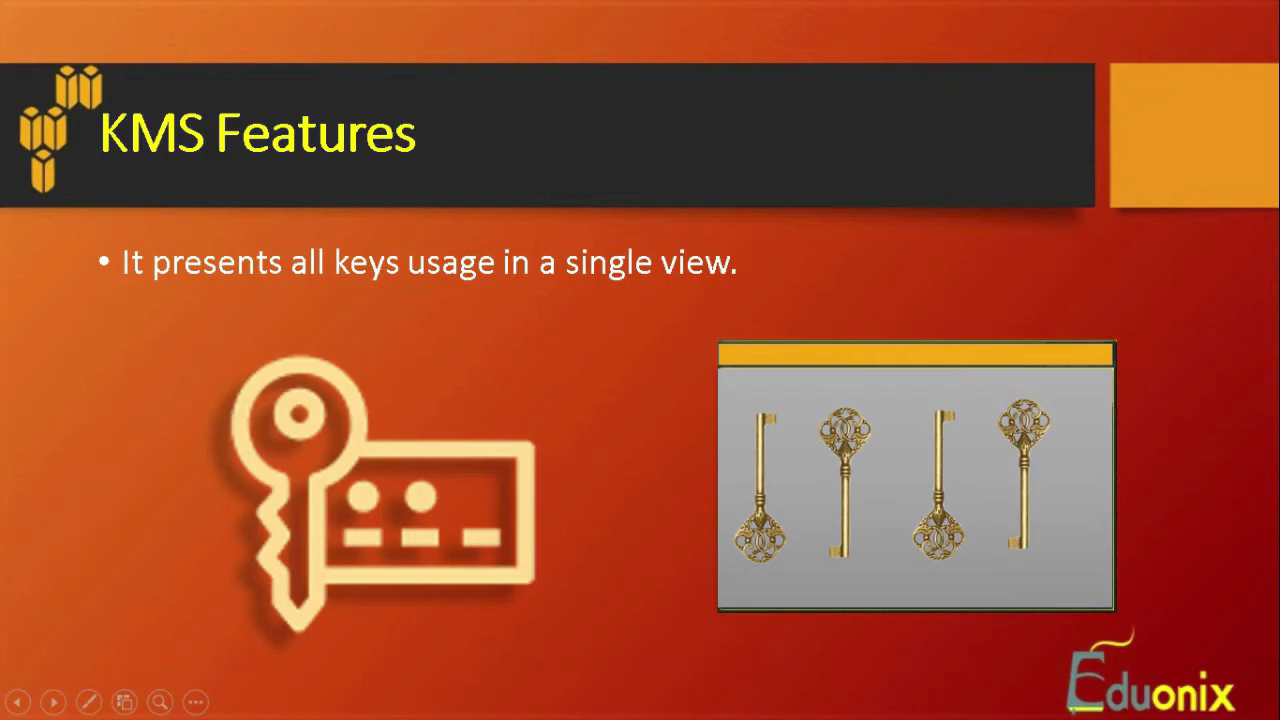 KMS Features
• It presents all keys usage in a single view.
Eduonix